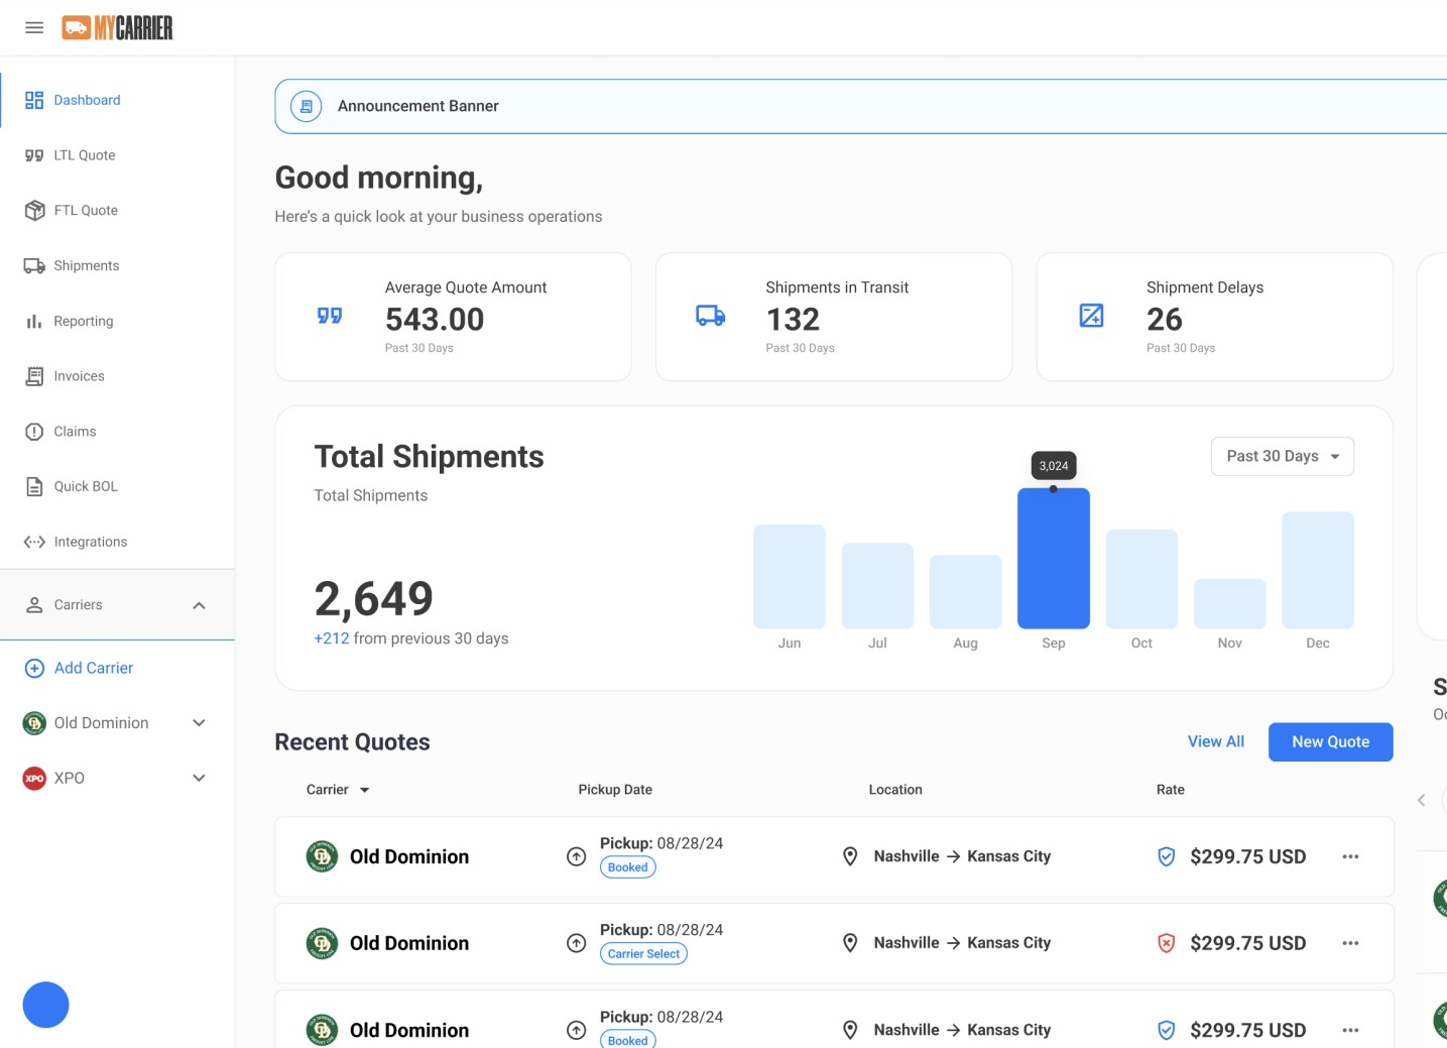 MYCARRIER
Dashboard
LTL Quote
FTL Quote
Shipments
Reporting
Invoices
Claims
Quick BOL
Integrations
Carriers
Add Carrier
Old Dominion
XPO XPO
Announcement Banner
Good morning,
Here’s a quick look at your business operations
Average Quote Amount
543.00
Past 30 Days
Shipments in Transit
132
Past 30 Days
Shipment Delays
26
Past 30 Days
Total Shipments
Total Shipments
2,649
+212 from previous 30 days
Past 30 Days
3,024
Jun Jul Aug Sep Oct Nov Dec
Recent Quotes
View All
New Quote
Carrier Pickup Date Location Rate
Old Dominion
Pickup: 08/28/24
Booked
Nashville → Kansas City
$299.75 USD
Old Dominion
Pickup: 08/28/24
Carrier Select
Nashville → Kansas City
$299.75 USD
Old Dominion
Pickup: 08/28/24
Booked
Nashville → Kansas City
$299.75 USD